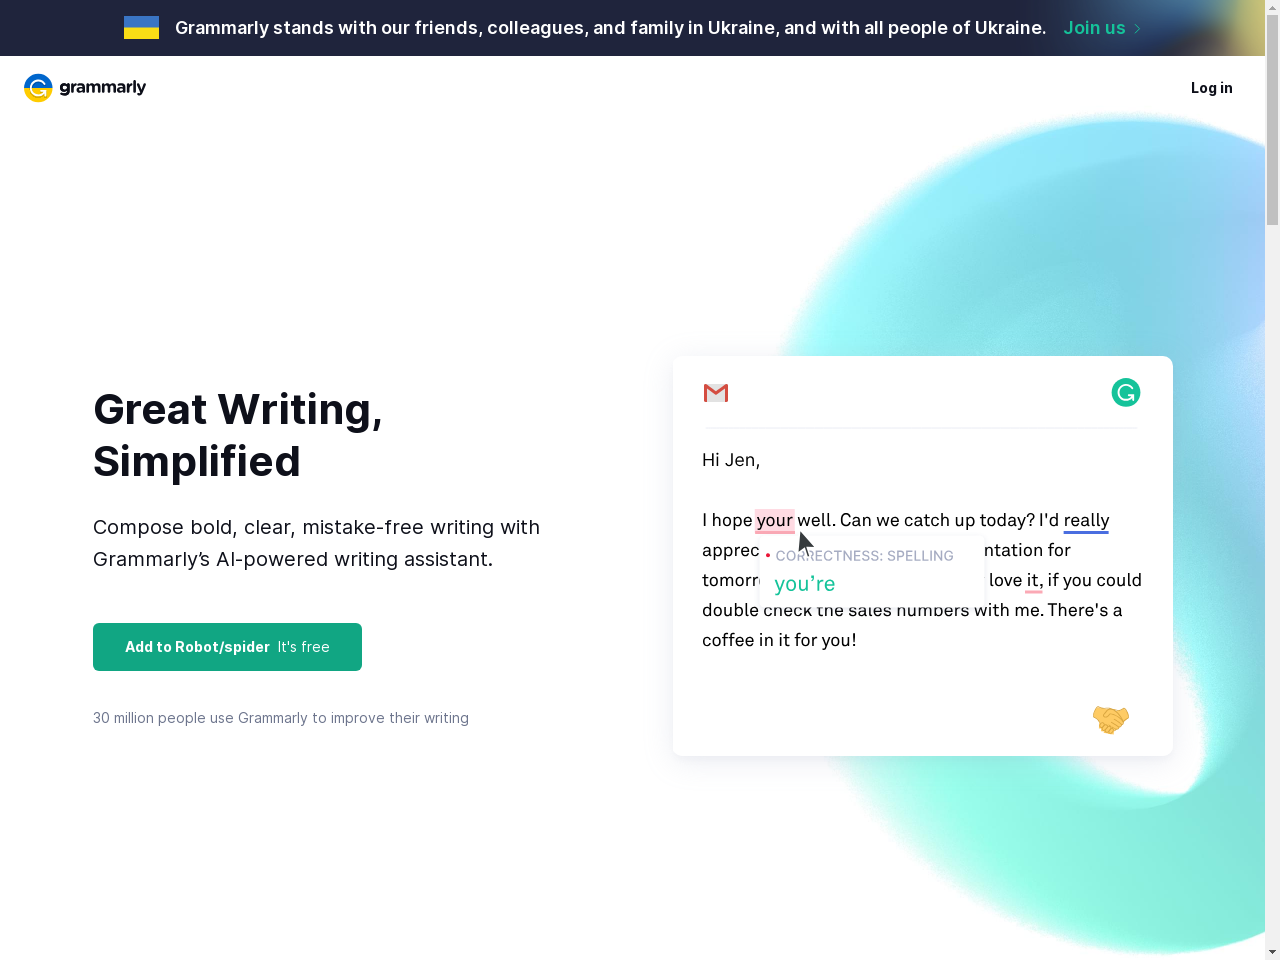 Grammarly stands with our friends, colleagues, and family in Ukraine, and with all people of Ukraine. Join us
grammarly
Log in
Great Writing,
Simplified
Compose bold, clear, mistake-free writing with
Grammarly’s AI-powered writing assistant.
Add to Robot/spider It's free
30 million people use Grammarly to improve their writing
Hi Jen,
I hope your well. Can we catch up today? I'd really
ntation for
love it, if you could
double check the sales numbers with me. There's a
coffee in it for you!
CORRECTNESS: SPELLING
you’re